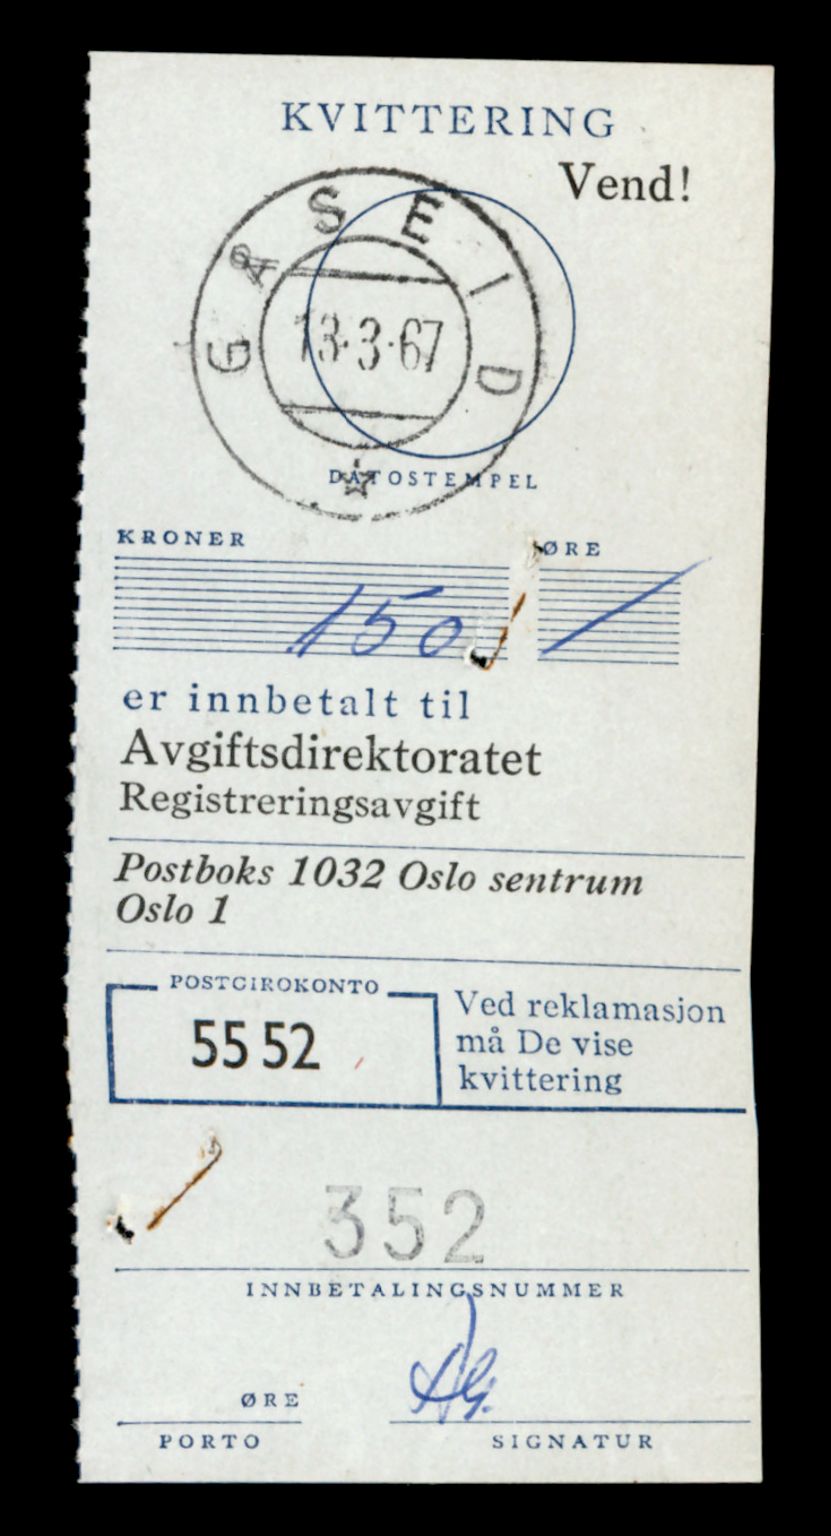 KVITTERING
Vend!
GÅSEID
13.3.67
DATOSTEMPEL
KRONER ØRE
150 /
er innbetalt til
Avgiftsdirektoratet
Registreringsavgift
Postboks 1032 Oslo sentrum
Oslo 1
POSTGIROKONTO
55 52
Ved reklamasjon
må De vise
kvittering
352
INNBETALINGSNUMMER
ØRE
PORTO
SIGNATUR